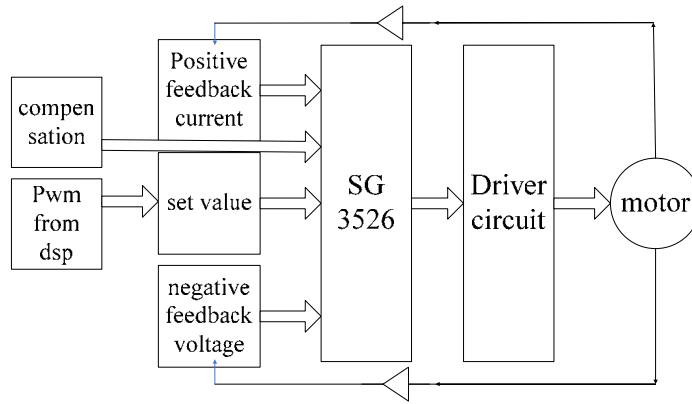 Positive
feedback
current
compen
sation
Pwm
from
dsp
set value
negative
feedback
voltage
SG
3526
Driver
circuit
motor